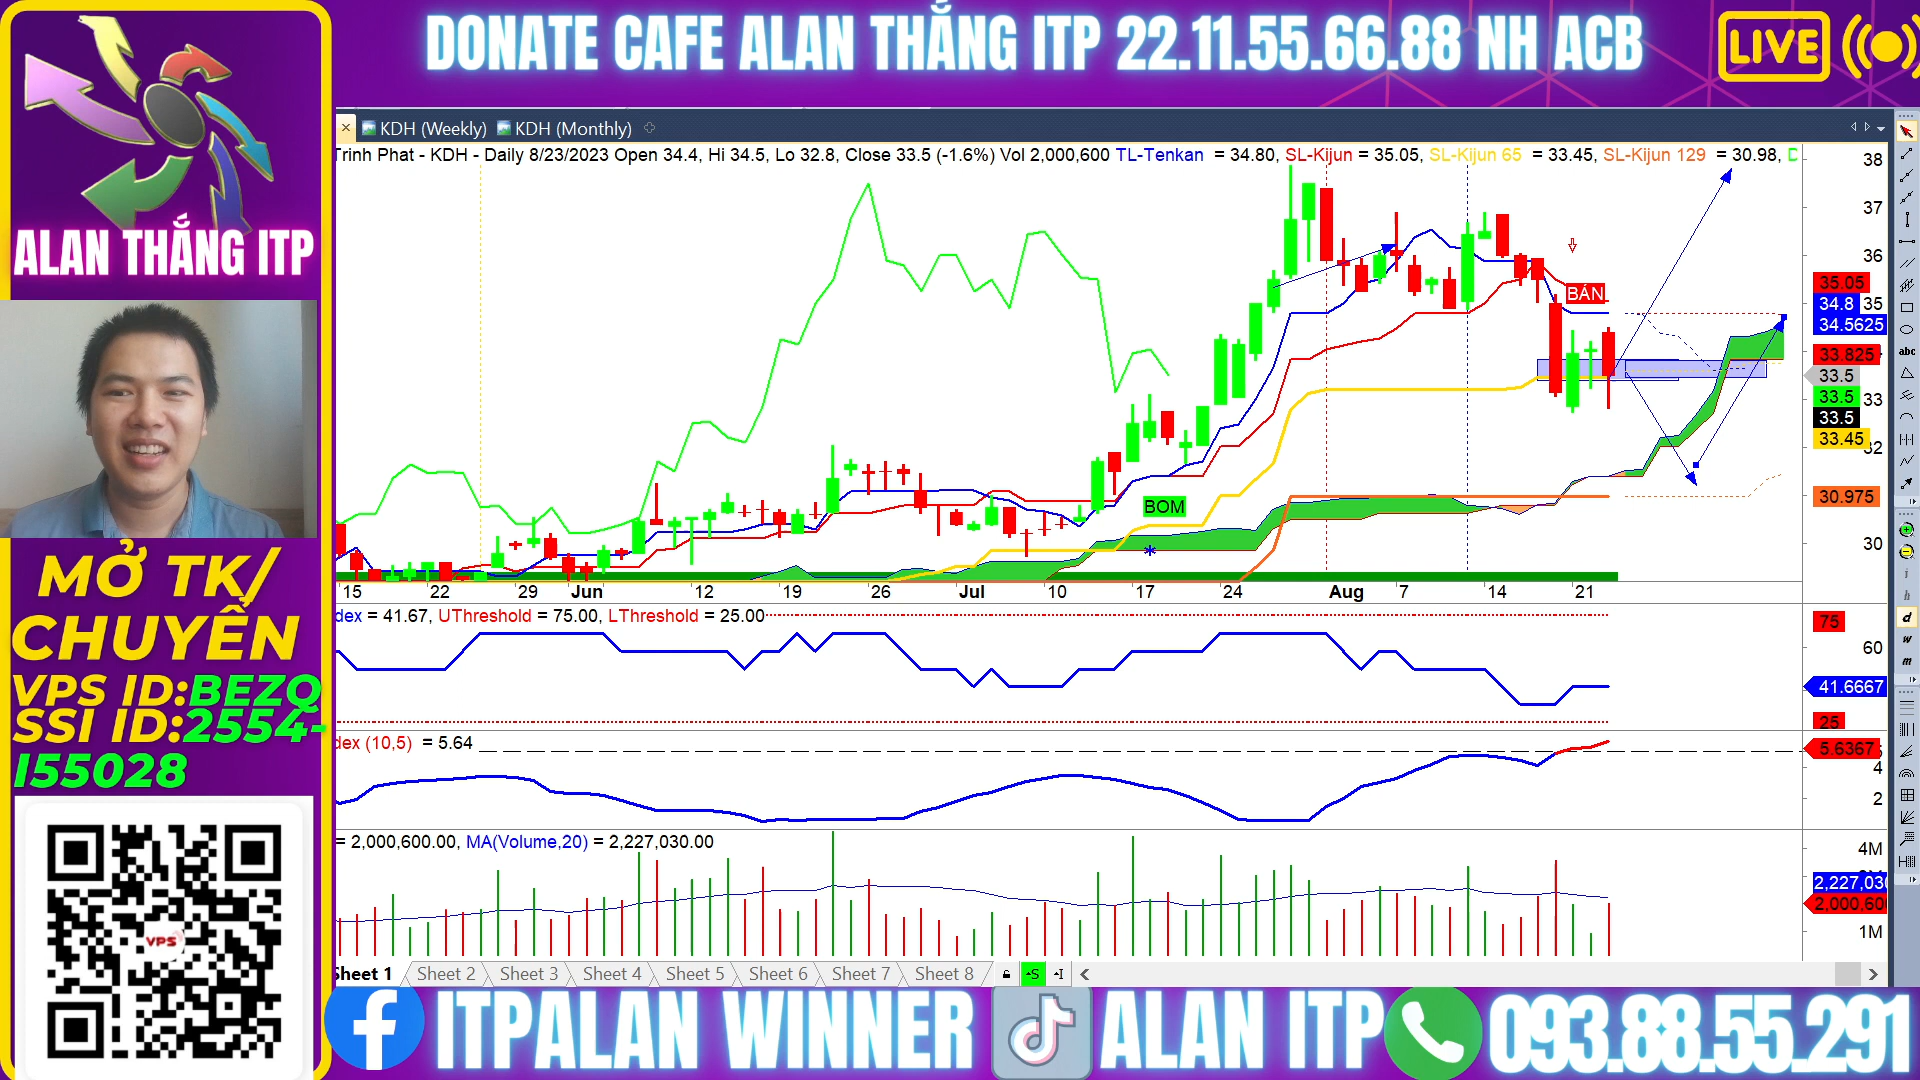 DONATE CAFE ALAN THẮNG ITP 22.11.55.66.88 NH ACB
LIVE
ALAN THẮNG ITP
MỞ TK/
CHUYỂN
VPS ID:BEZQ
SSI ID:2554-
I55028
VPS
KDH (Weekly)
KDH (Monthly)
Trinh Phat - KDH - Daily 8/23/2023 Open 34.4, Hi 34.5, Lo 32.8, Close 33.5 (-1.6%) Vol 2,000,600 TL-Tenkan = 34.80, SL-Kijun = 35.05, SL-Kijun 65 = 33.45, SL-Kijun 129 = 30.98,
38
37
36
35.05
34.8
35
34.5625
33.825
33.5
33.5
33
33.5
33.45
32
30.975
30
BÁN
BOM
*
15
22
29
Jun
12
19
26
Jul
10
17
24
Aug
7
14
21
dex = 41.67, UThreshold = 75.00, LThreshold = 25.00
75
60
41.6667
25
dex (10,5) = 5.64
5.6367
4
2
= 2,000,600.00, MA(Volume,20) = 2,227,030.00
4M
2,227,03
2,000,60
1M
Sheet 1
Sheet 2
Sheet 3
Sheet 4
Sheet 5
Sheet 6
Sheet 7
Sheet 8
S
I
abc
i
h
d
w
m
ITPALAN WINNER
ALAN ITP
093.88.55.291